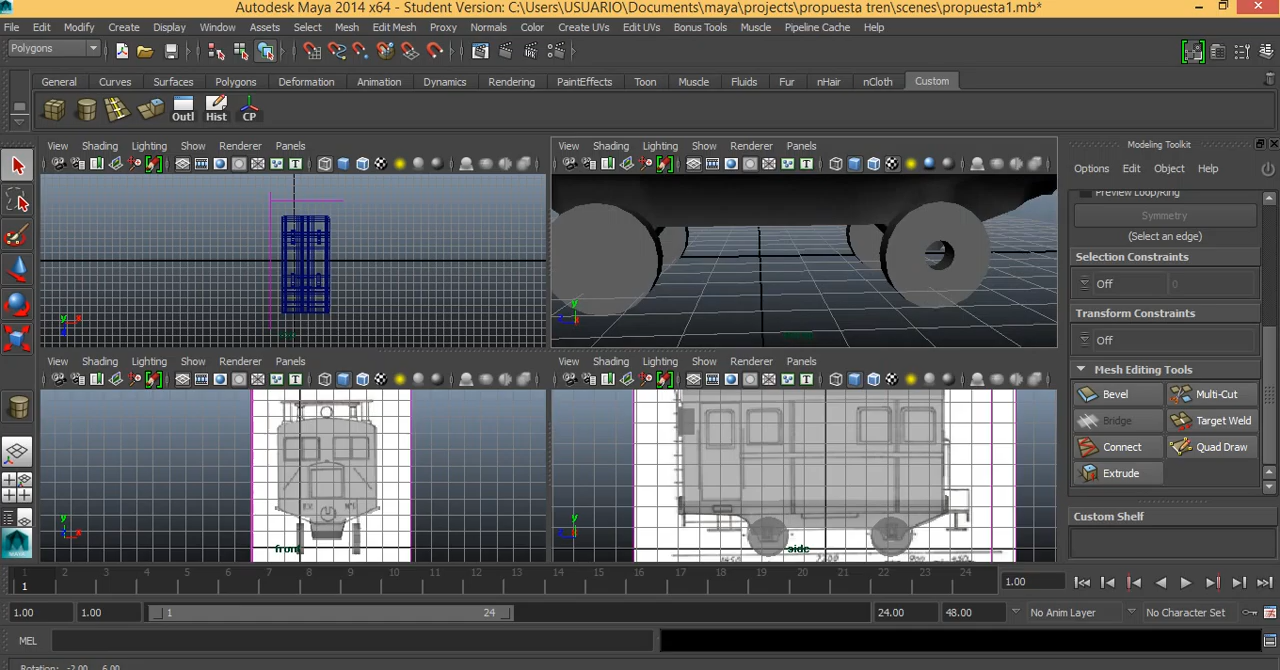 Autodesk Maya 2014 x64 - Student Version: C:\Users\USUARIO\Documents\maya\projects\propuesta tren\scenes\propuesta1.mb*
File Edit Modify Create Display Window Assets Select Mesh Edit Mesh Proxy Normals Color Create UVs Edit UVs Bonus Tools Muscle Pipeline Cache Help
Polygons
General Curves Surfaces Polygons Deformation Animation Dynamics Rendering PaintEffects Toon Muscle Fluids Fur nHair nCloth Custom
Outl Hist CP
View Shading Lighting Show Renderer Panels
View Shading Lighting Show Renderer Panels
Modeling Toolkit
Options Edit Object Help
Preview Loop/Ring
Symmetry
(Select an edge)
Selection Constraints
Off 0
Transform Constraints
Off
y x
z
y
View Shading Lighting Show Renderer Panels
View Shading Lighting Show Renderer Panels
Mesh Editing Tools
Bevel Multi-Cut
Bridge Target Weld
Connect Quad Draw
Extrude
Custom Shelf
y
front
y
side
MAYA
1 2 3 4 5 6 7 8 9 10 11 12 13 14 15 16 17 18 19 20 21 22 23 24
1
1.00
1.00 1.00 1 24 24.00 48.00 No Anim Layer No Character Set
MEL
Rotation: -2.00 6.00